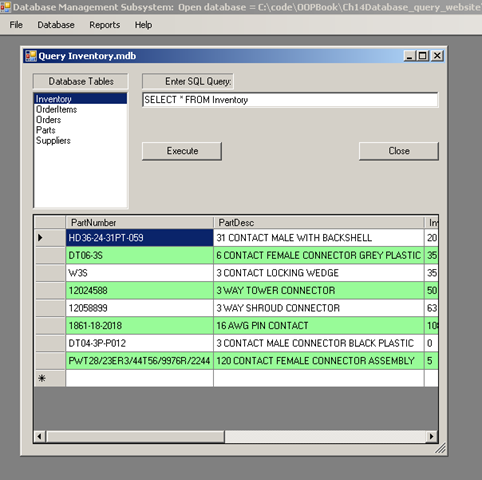 Database Management Subsystem: Open database = C:\code\OOPBook\Ch14Database_query_website
File Database Reports Help
Query Inventory.mdb
Database Tables Enter SQL Query:
Inventory
OrderItems
Orders
Parts
Suppliers
SELECT * FROM Inventory
Execute Close
PartNumber PartDesc
HD36-24-31PT-059 31 CONTACT MALE WITH BACKSHELL 20
DT06-3S 6 CONTACT FEMALE CONNECTOR GREY PLASTIC 35
W3S 3 CONTACT LOCKING WEDGE 35
12024588 3 WAY TOWER CONNECTOR 50
12058899 3 WAY SHROUD CONNECTOR 63
1861-18-2018 16 AWG PIN CONTACT
DT04-3P-P012 3 CONTACT MALE CONNECTOR BLACK PLASTIC 0
PWT28/23ER3/44T56/9976R/2244 120 CONTACT FEMALE CONNECTOR ASSEMBLY 5